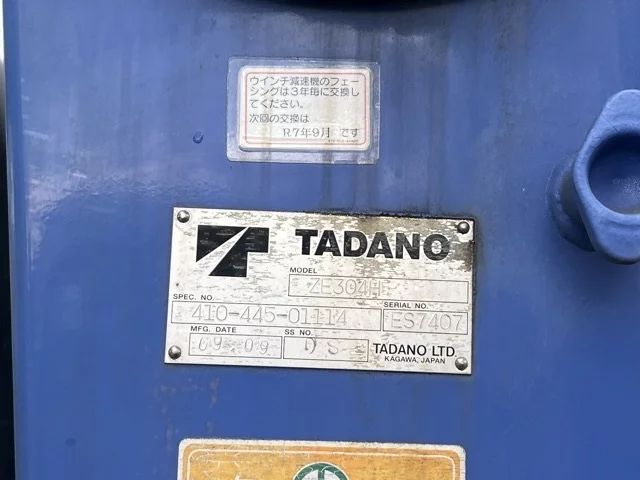 ウインチ減速機のフェー
シングは3年毎に交換し
てください。
次回の交換は
R7年9月 です
TADANO
MODEL
ZE304H
SPEC. NO.
SERIAL NO.
410-445-01114
ES7407
MFG. DATE
SS NO.
09 09
DS
TADANO LTD.
KAGAWA, JAPAN